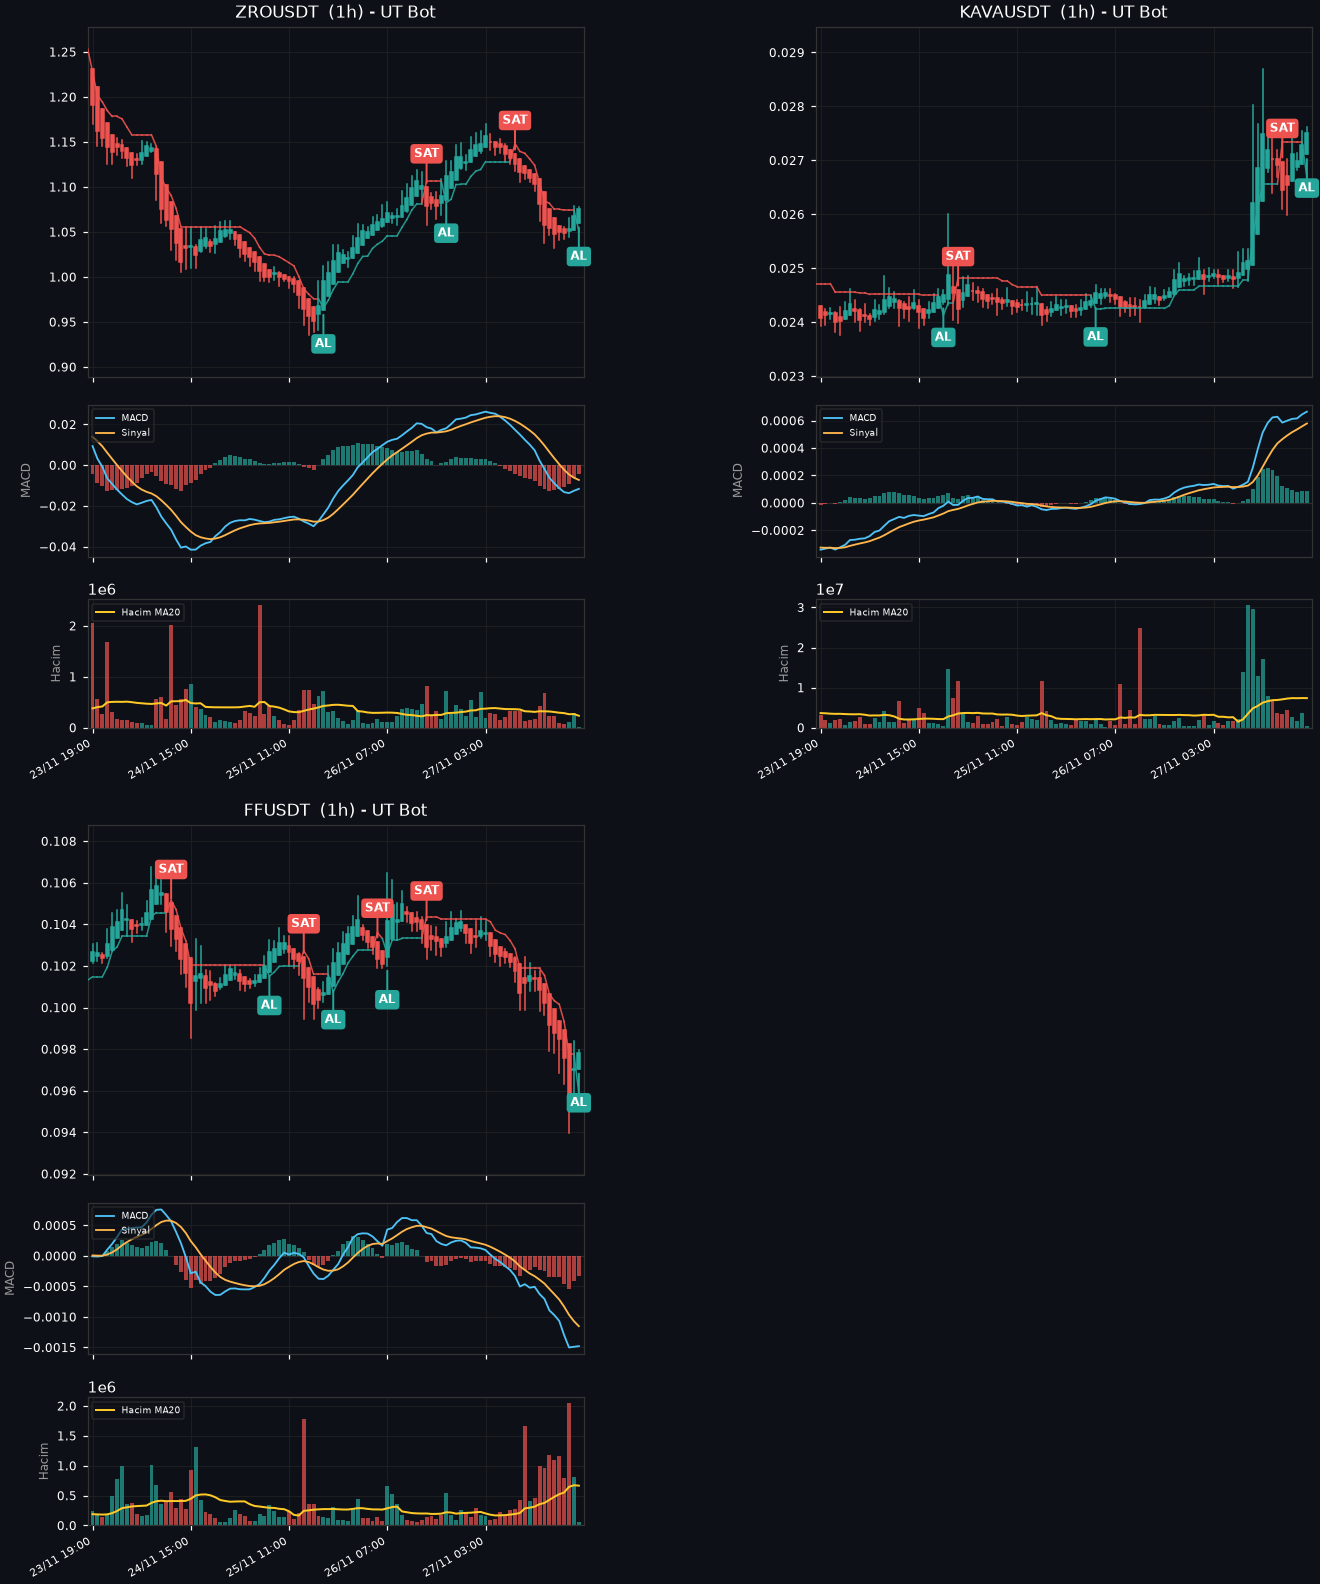 ZROUSDT  (1h) - UT Bot
1.25
1.20
1.15
1.10
1.05
1.00
0.95
0.90
SAT
SAT
AL
AL
AL
MACD
Sinyal
MACD
0.02
0.00
−0.02
−0.04
1e6
Hacim MA20
Hacim
2
1
0
23/11 19:00
24/11 15:00
25/11 11:00
26/11 07:00
27/11 03:00
KAVAUSDT  (1h) - UT Bot
0.029
0.028
0.027
0.026
0.025
0.024
0.023
SAT
AL
SAT
AL
AL
MACD
Sinyal
MACD
0.0006
0.0004
0.0002
0.0000
−0.0002
1e7
Hacim MA20
Hacim
3
2
1
0
23/11 19:00
24/11 15:00
25/11 11:00
26/11 07:00
27/11 03:00
FFUSDT  (1h) - UT Bot
0.108
0.106
0.104
0.102
0.100
0.098
0.096
0.094
0.092
SAT
SAT
SAT
SAT
AL
AL
AL
AL
MACD
Sinyal
MACD
0.0005
0.0000
−0.0005
−0.0010
−0.0015
1e6
Hacim MA20
Hacim
2.0
1.5
1.0
0.5
0.0
23/11 19:00
24/11 15:00
25/11 11:00
26/11 07:00
27/11 03:00